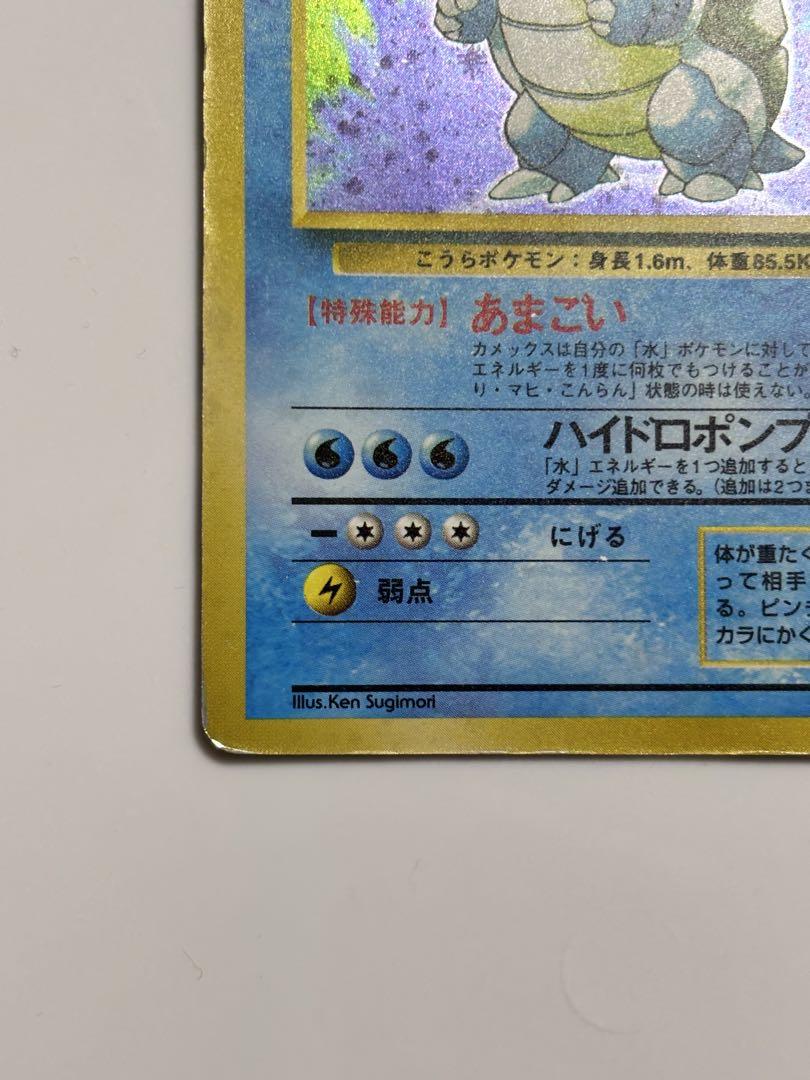 こうらポケモン：身長1.6m、体重85.5K
【特殊能力】あまごい
カメックスは自分の「水」ポケモンに対して
エネルギーを1度に何枚でもつけることが
り・マヒ・こんらん」状態の時は使えない。
ハイドロポンプ
「水」エネルギーを1つ追加すると
ダメージ追加できる。(追加は2つま
にげる
弱点
体が重たく
って相手
る。ピンチ
カラにかく
Illus.Ken Sugimori